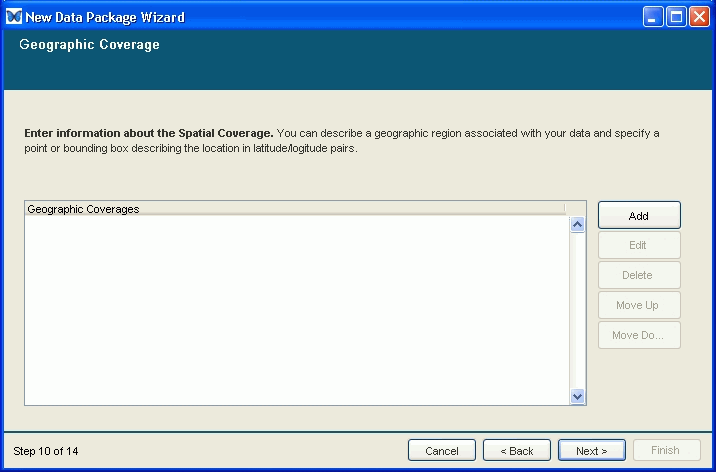 New Data Package Wizard
Geographic Coverage
Enter information about the Spatial Coverage. You can describe a geographic region associated with your data and specify a
point or bounding box describing the location in latitude/logitude pairs.
Geographic Coverages
Add
Edit
Delete
Move Up
Move Do...
Step 10 of 14
Cancel
< Back
Next >
Finish